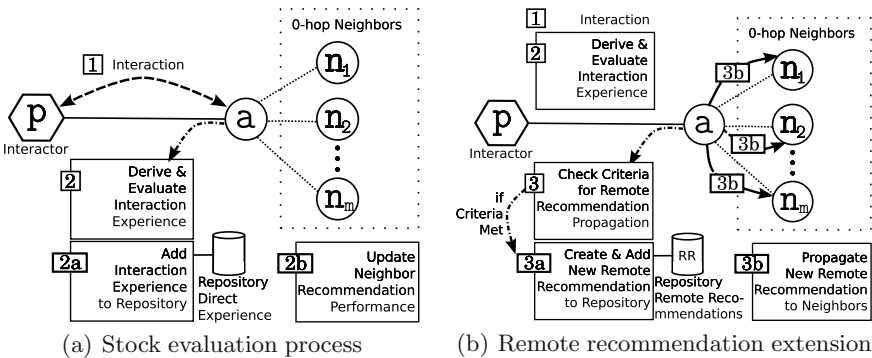 0-hop Neighbors
1 Interaction
n1
p
a
n2
Interactor
nm
2
Derive &
Evaluate
Interaction
Experience
2a
Add
Interaction
Experience
to Repository
Repository
Direct
Experience
2b
Update
Neighbor
Recommendation
Performance
(a) Stock evaluation process
1 Interaction
2
Derive &
Evaluate
Interaction
Experience
0-hop Neighbors
3b
n1
p
a
n2
3b
Interactor
3b
nm
3
Check Criteria
for Remote
Recommendation
Propagation
if
Criteria
Met
3a
Create & Add
New Remote
Recommendation
to Repository
RR
Repository
Remote Reco-
mmendations
3b
Propagate
New Remote
Recommendation
to Neighbors
(b) Remote recommendation extension